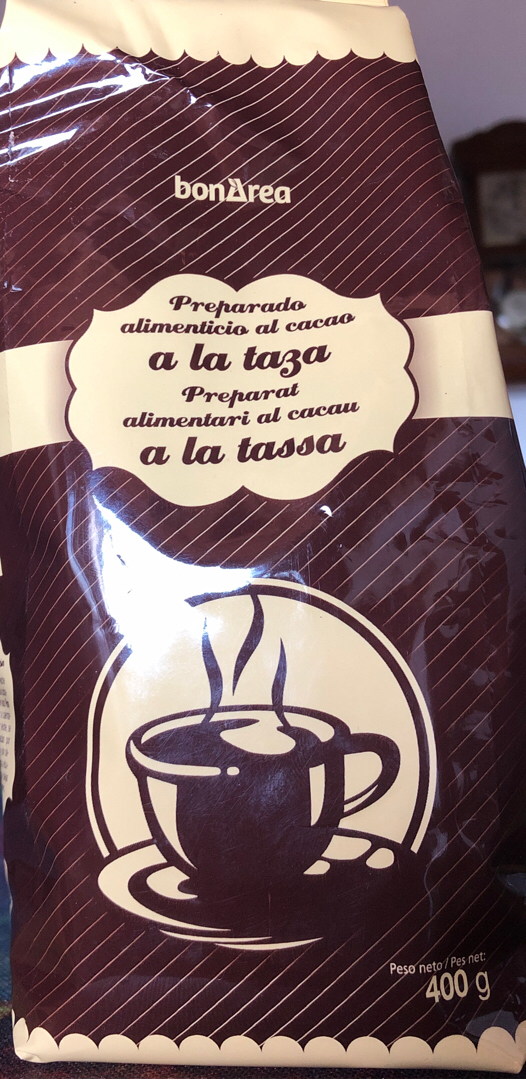 bonÀrea
Preparado
alimenticio al cacao
a la taza
Preparat
alimentari al cacau
a la tassa
Peso neto / Pes net:
400 g